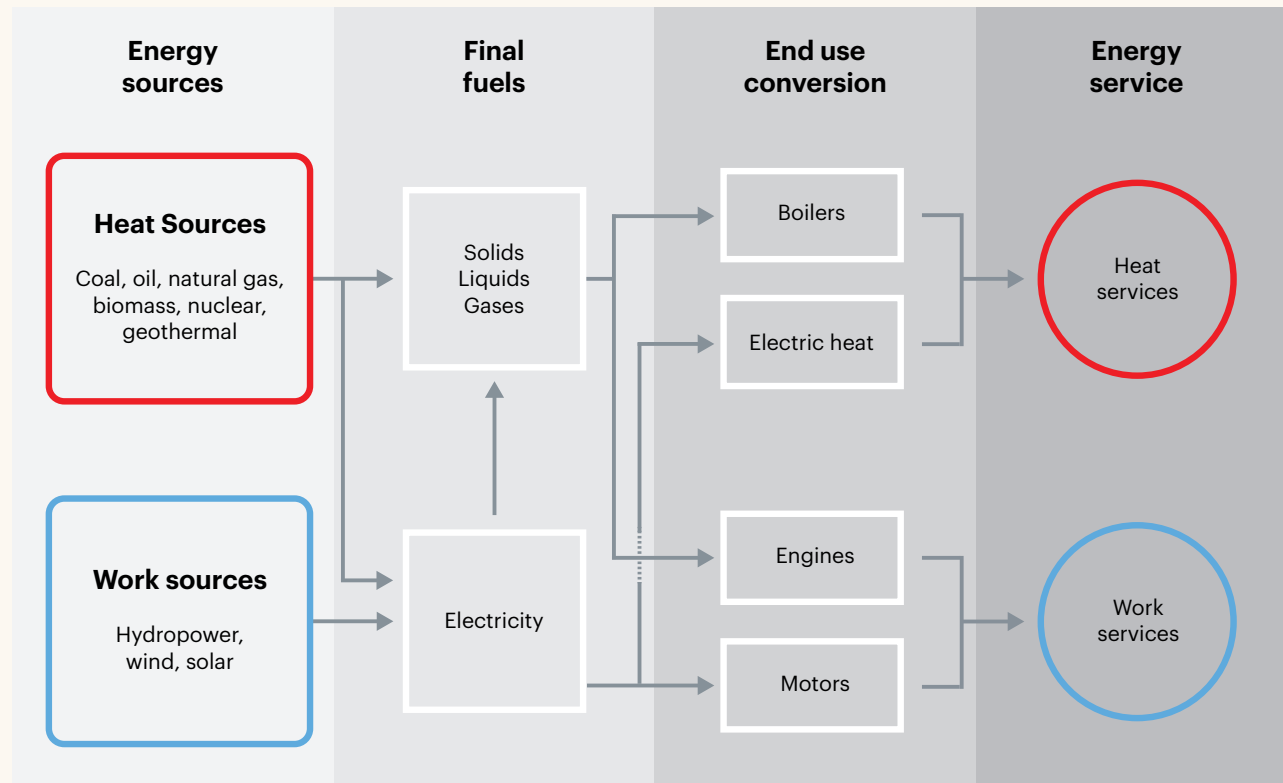 Energy
sources
Final
fuels
End use
conversion
Energy
service
Heat Sources
Coal, oil, natural gas,
biomass, nuclear,
geothermal
Solids
Liquids
Gases
Boilers
Electric heat
Heat
services
Work sources
Hydropower,
wind, solar
Electricity
Engines
Motors
Work
services